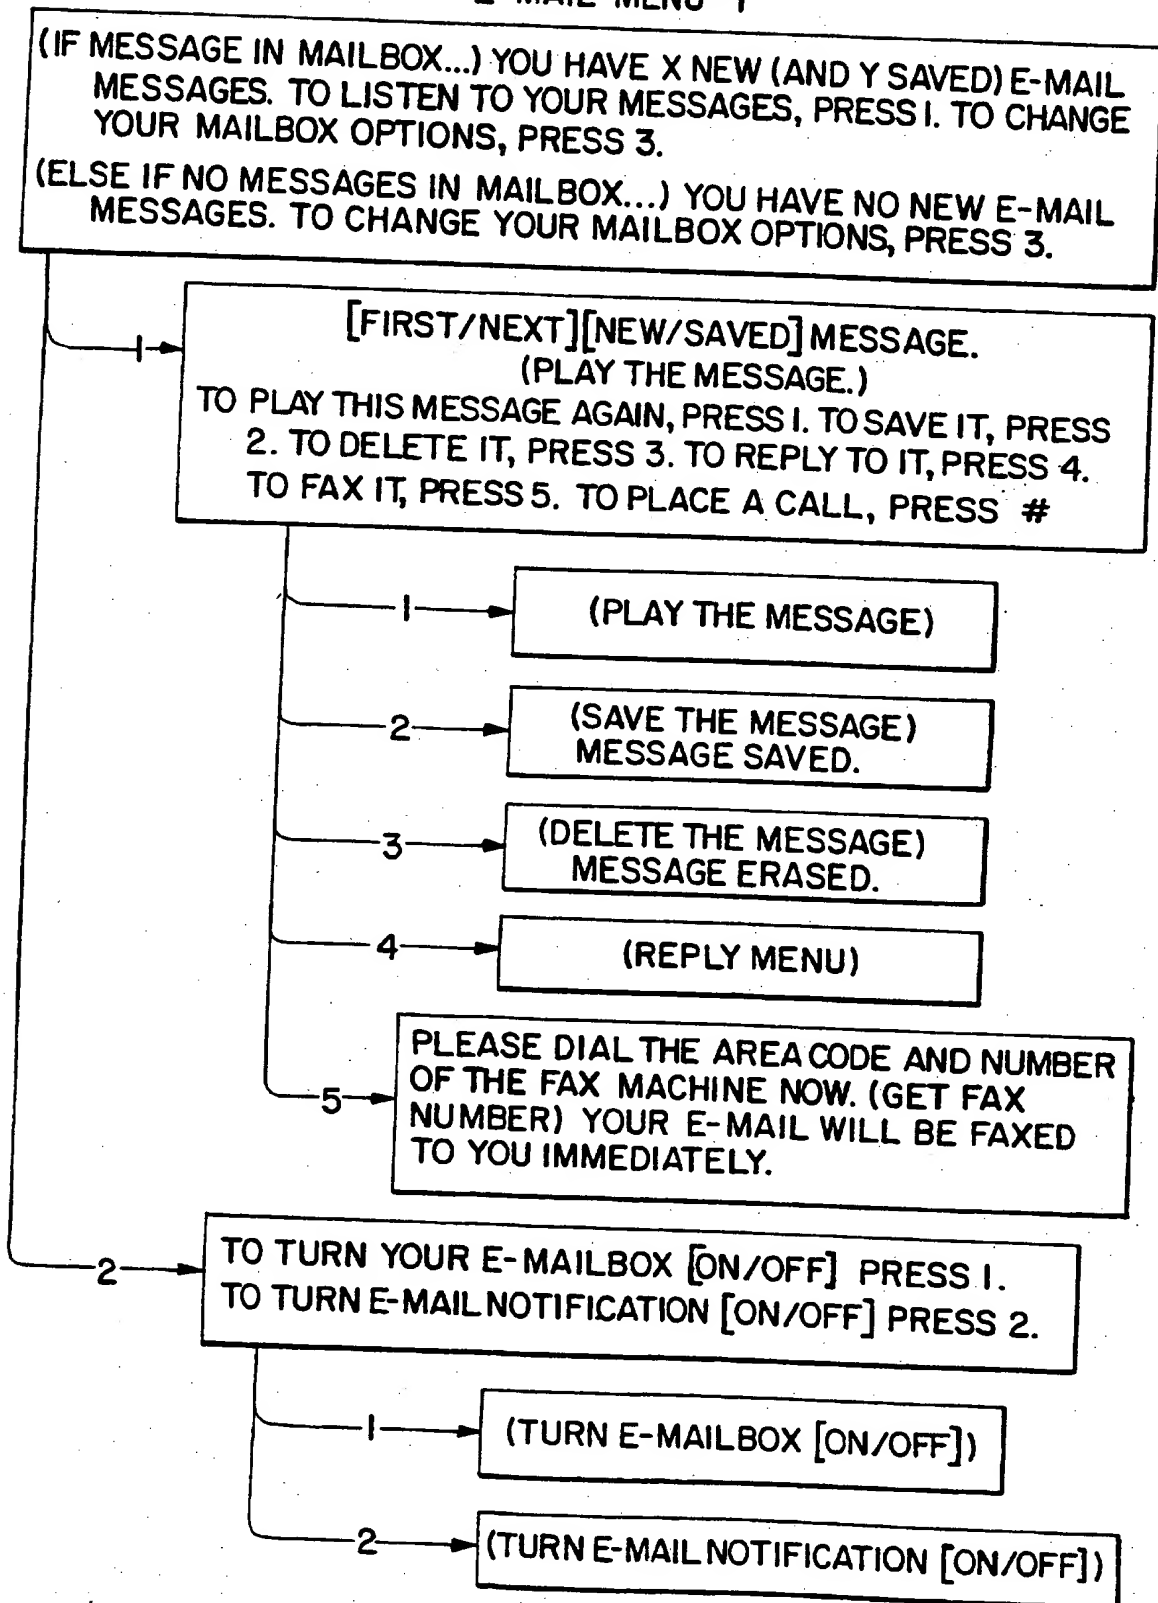 E-MAIL MENU 1
(IF MESSAGE IN MAILBOX...) YOU HAVE X NEW (AND Y SAVED) E-MAIL
MESSAGES. TO LISTEN TO YOUR MESSAGES, PRESS 1. TO CHANGE
YOUR MAILBOX OPTIONS, PRESS 3.
(ELSE IF NO MESSAGES IN MAILBOX...) YOU HAVE NO NEW E-MAIL
MESSAGES. TO CHANGE YOUR MAILBOX OPTIONS, PRESS 3.
1
[FIRST/NEXT][NEW/SAVED] MESSAGE.
(PLAY THE MESSAGE.)
TO PLAY THIS MESSAGE AGAIN, PRESS 1. TO SAVE IT, PRESS
2. TO DELETE IT, PRESS 3. TO REPLY TO IT, PRESS 4.
TO FAX IT, PRESS 5. TO PLACE A CALL, PRESS #
1
(PLAY THE MESSAGE)
2
(SAVE THE MESSAGE)
MESSAGE SAVED.
3
(DELETE THE MESSAGE)
MESSAGE ERASED.
4
(REPLY MENU)
5
PLEASE DIAL THE AREA CODE AND NUMBER
OF THE FAX MACHINE NOW. (GET FAX
NUMBER) YOUR E-MAIL WILL BE FAXED
TO YOU IMMEDIATELY.
2
TO TURN YOUR E-MAILBOX [ON/OFF] PRESS 1.
TO TURN E-MAIL NOTIFICATION [ON/OFF] PRESS 2.
1
(TURN E-MAILBOX [ON/OFF])
2
(TURN E-MAIL NOTIFICATION [ON/OFF])